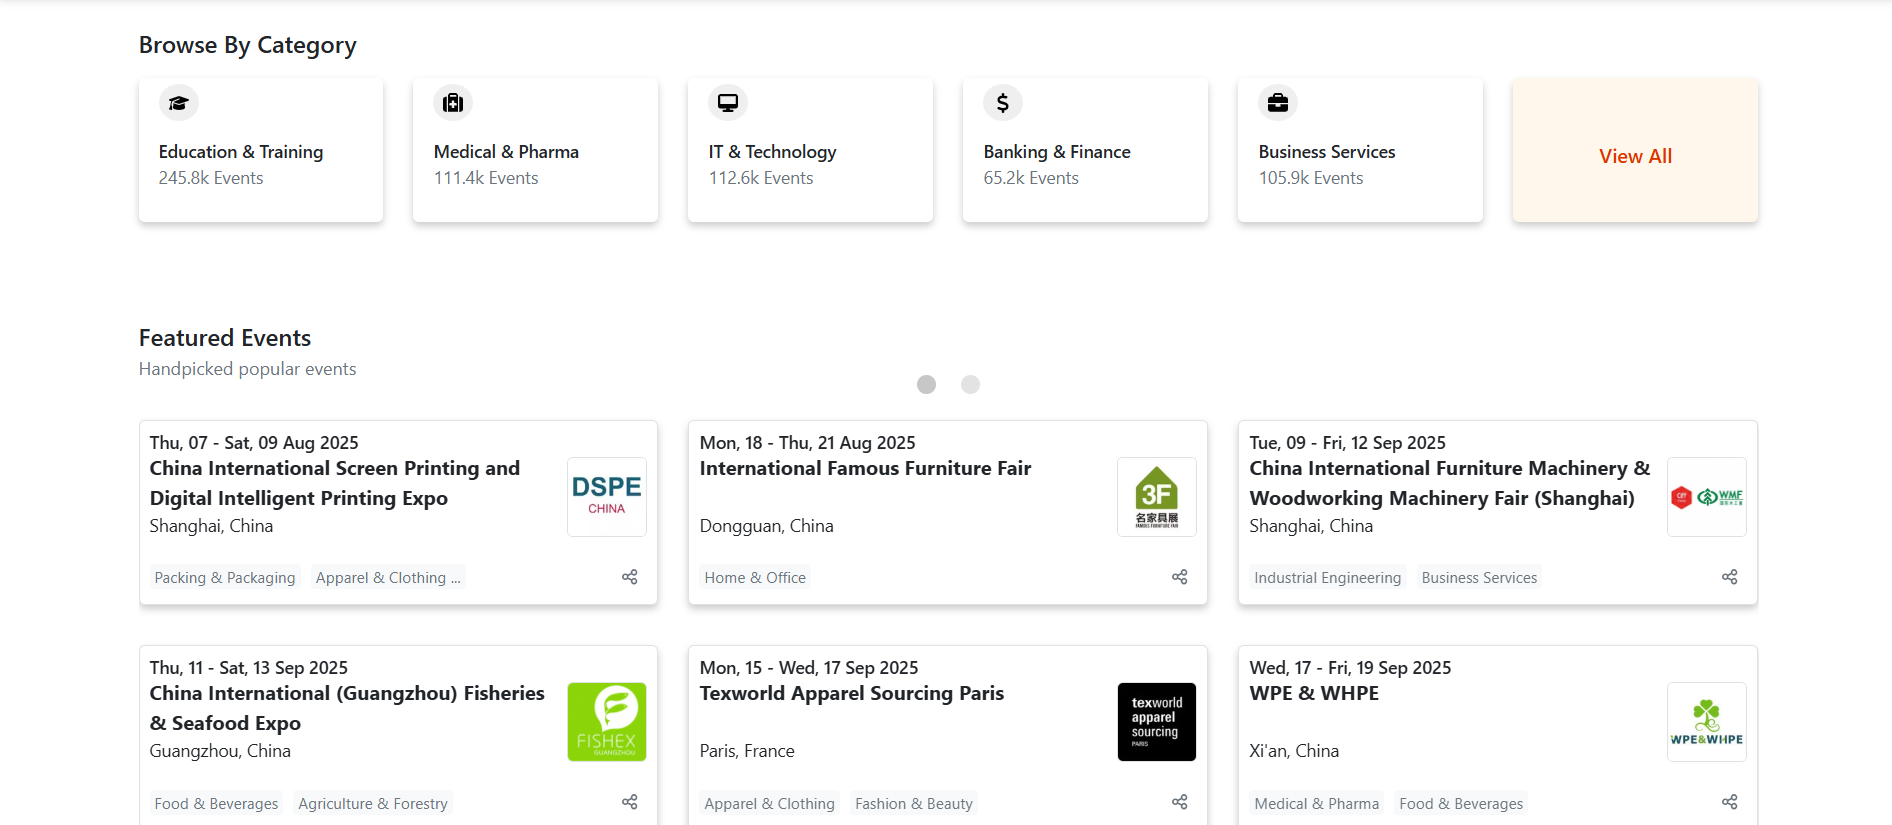 Browse By Category
Education & Training
245.8k Events
Medical & Pharma
111.4k Events
IT & Technology
112.6k Events
Banking & Finance
65.2k Events
Business Services
105.9k Events
View All
Featured Events
Handpicked popular events
Thu, 07 - Sat, 09 Aug 2025
China International Screen Printing and
Digital Intelligent Printing Expo
Shanghai, China
DSPE
CHINA
Packing & Packaging
Apparel & Clothing ...
Mon, 18 - Thu, 21 Aug 2025
International Famous Furniture Fair
Dongguan, China
3F
名家具展
FAMOUS FURNITURE FAIR
Home & Office
Tue, 09 - Fri, 12 Sep 2025
China International Furniture Machinery &
Woodworking Machinery Fair (Shanghai)
Shanghai, China
WMF
Industrial Engineering
Business Services
Thu, 11 - Sat, 13 Sep 2025
China International (Guangzhou) Fisheries
& Seafood Expo
Guangzhou, China
FISHEX
GUANGZHOU
Food & Beverages
Agriculture & Forestry
Mon, 15 - Wed, 17 Sep 2025
Texworld Apparel Sourcing Paris
Paris, France
texworld
apparel
sourcing
PARIS
Apparel & Clothing
Fashion & Beauty
Wed, 17 - Fri, 19 Sep 2025
WPE & WHPE
Xi'an, China
WPE&WHPE
Medical & Pharma
Food & Beverages